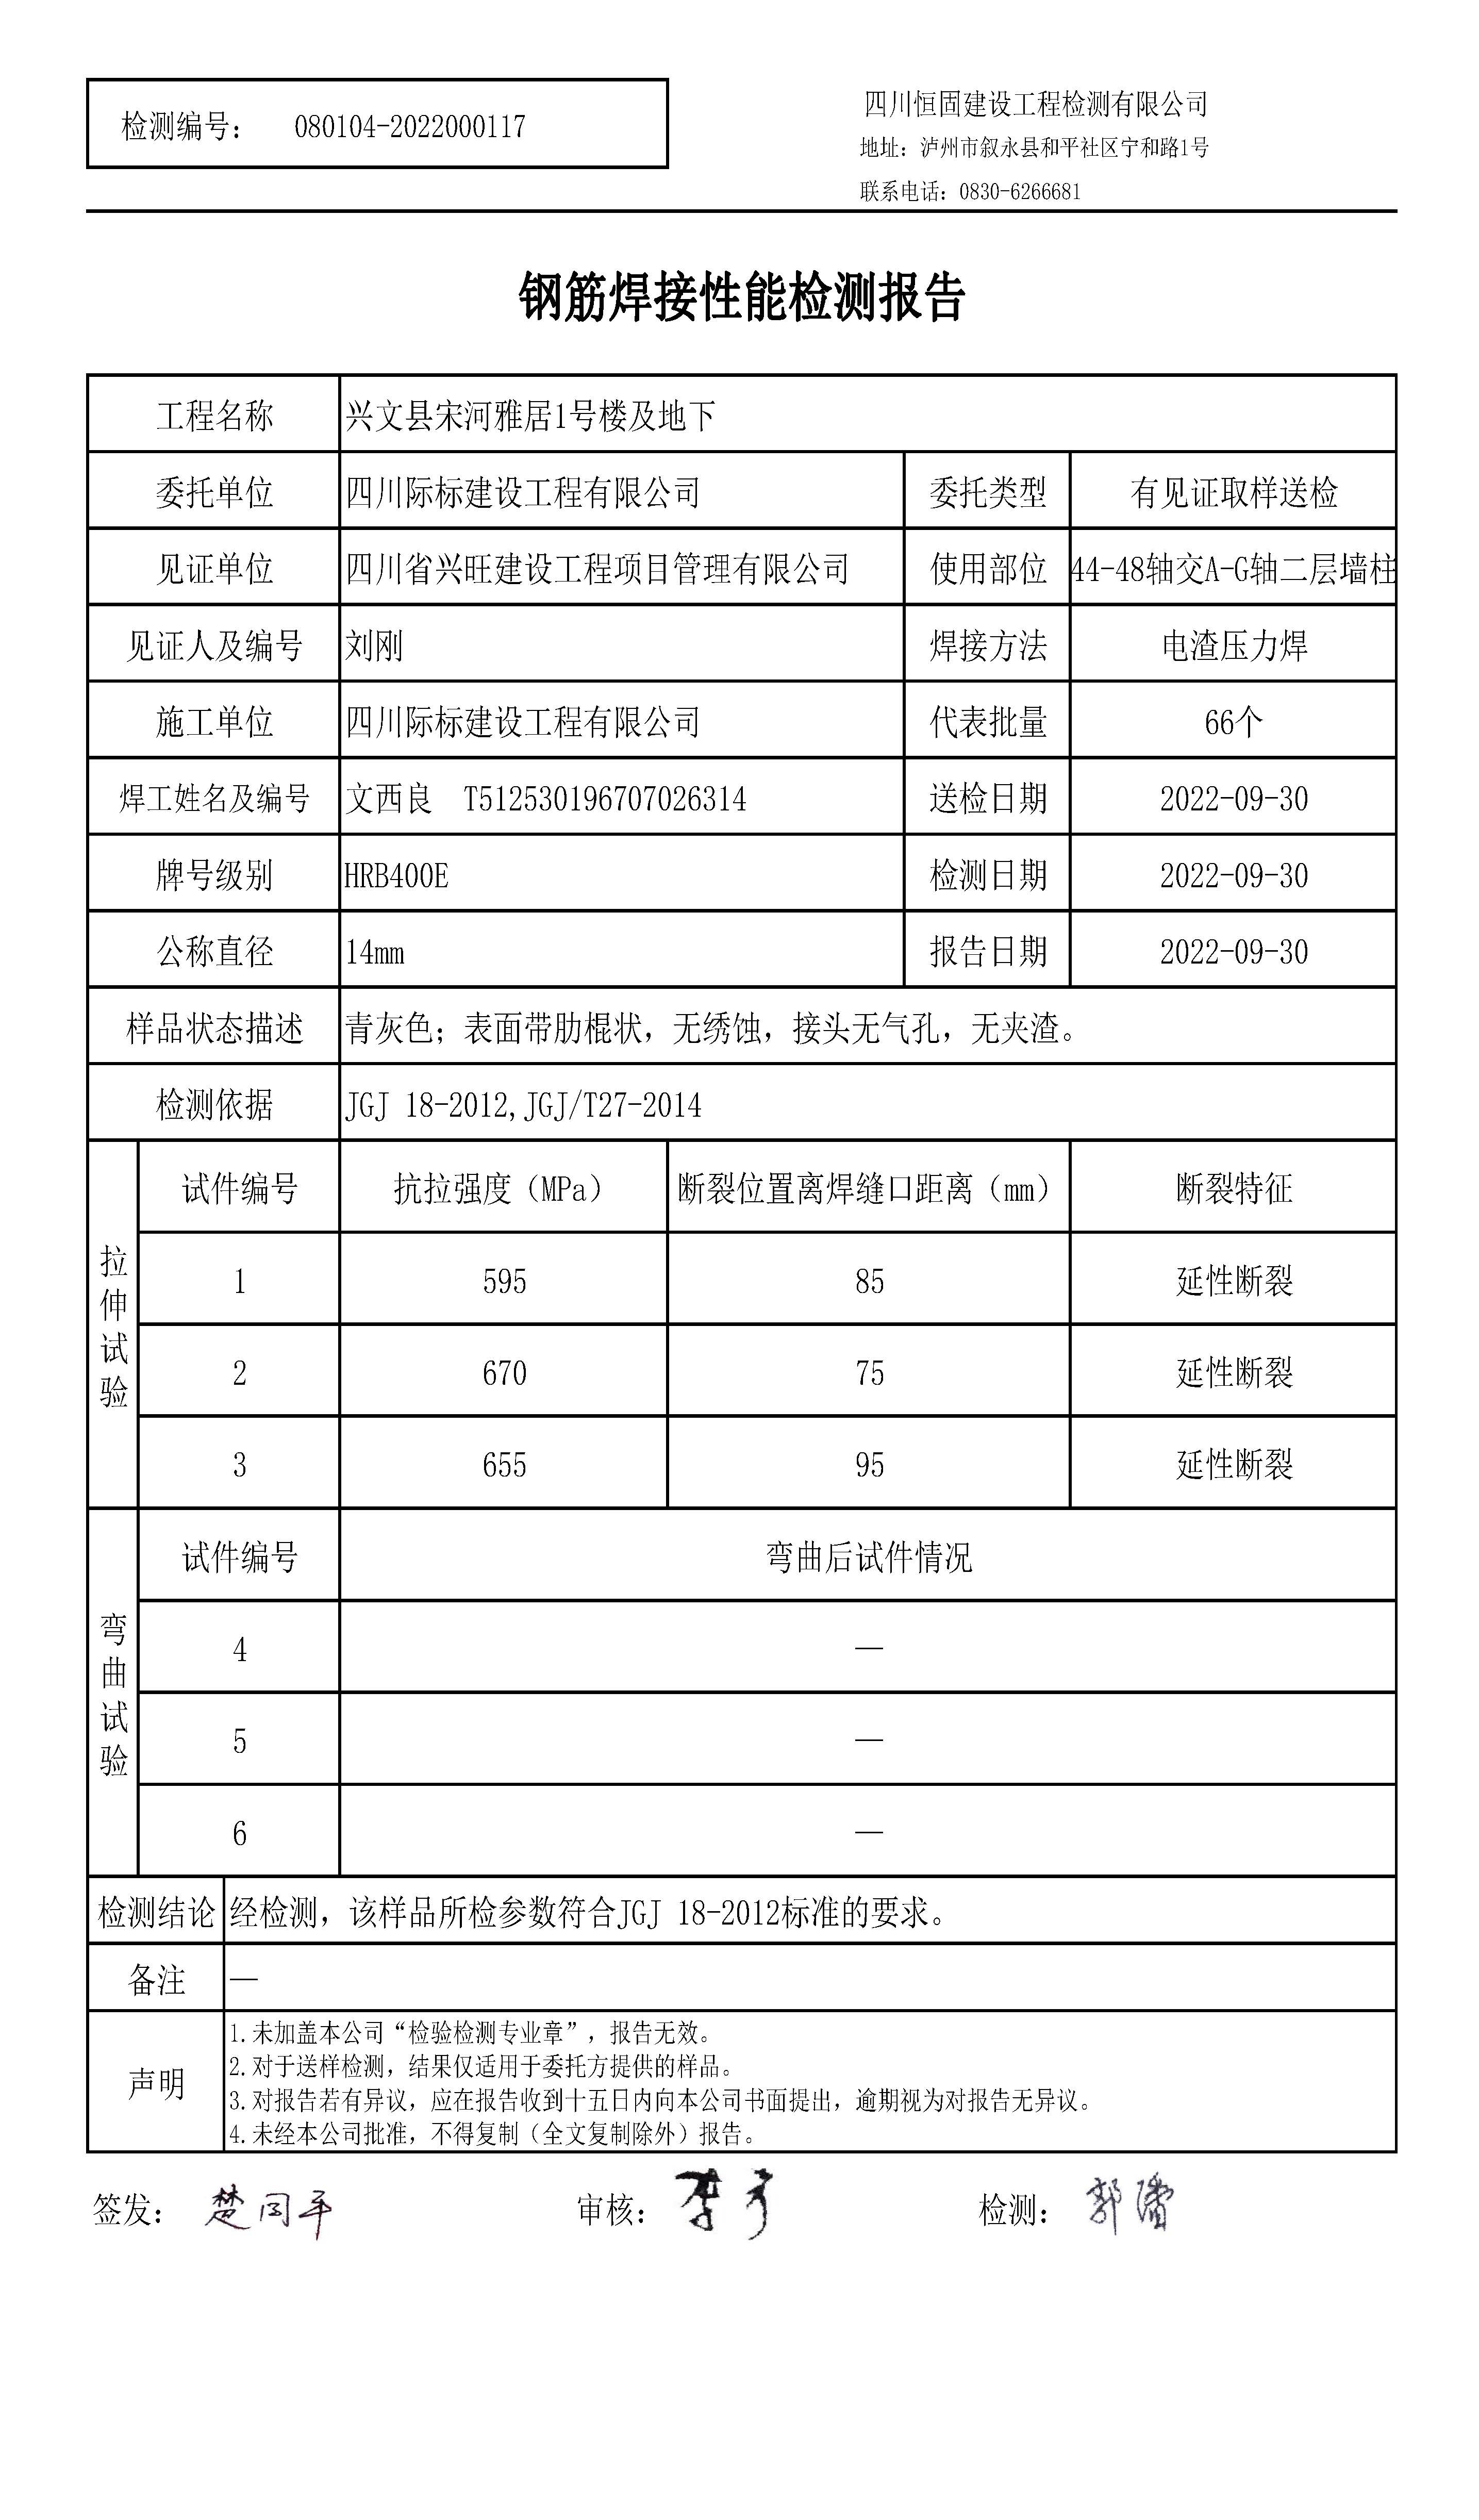 检测编号： 080104-2022000117
四川恒固建设工程检测有限公司
地址：泸州市叙永县和平社区宁和路1号
联系电话：0830-6266681
钢筋焊接性能检测报告
工程名称 兴文县宋河雅居1号楼及地下
委托单位 四川际标建设工程有限公司 委托类型 有见证取样送检
见证单位 四川省兴旺建设工程项目管理有限公司 使用部位 44-48轴交A-G轴二层墙柱
见证人及编号 刘刚 焊接方法 电渣压力焊
施工单位 四川际标建设工程有限公司 代表批量 66个
焊工姓名及编号 文西良 T512530196707026314 送检日期 2022-09-30
牌号级别 HRB400E 检测日期 2022-09-30
公称直径 14mm 报告日期 2022-09-30
样品状态描述 青灰色；表面带肋棍状，无绣蚀，接头无气孔，无夹渣。
检测依据 JGJ 18-2012,JGJ/T27-2014
拉伸试验
试件编号 抗拉强度（MPa） 断裂位置离焊缝口距离（mm） 断裂特征
1 595 85 延性断裂
2 670 75 延性断裂
3 655 95 延性断裂
弯曲试验
试件编号 弯曲后试件情况
4 —
5 —
6 —
检测结论 经检测，该样品所检参数符合JGJ 18-2012标准的要求。
备注 —
声明
1.未加盖本公司“检验检测专业章”，报告无效。
2.对于送样检测，结果仅适用于委托方提供的样品。
3.对报告若有异议，应在报告收到十五日内向本公司书面提出，逾期视为对报告无异议。
4.未经本公司批准，不得复制（全文复制除外）报告。
签发： 审核： 检测：